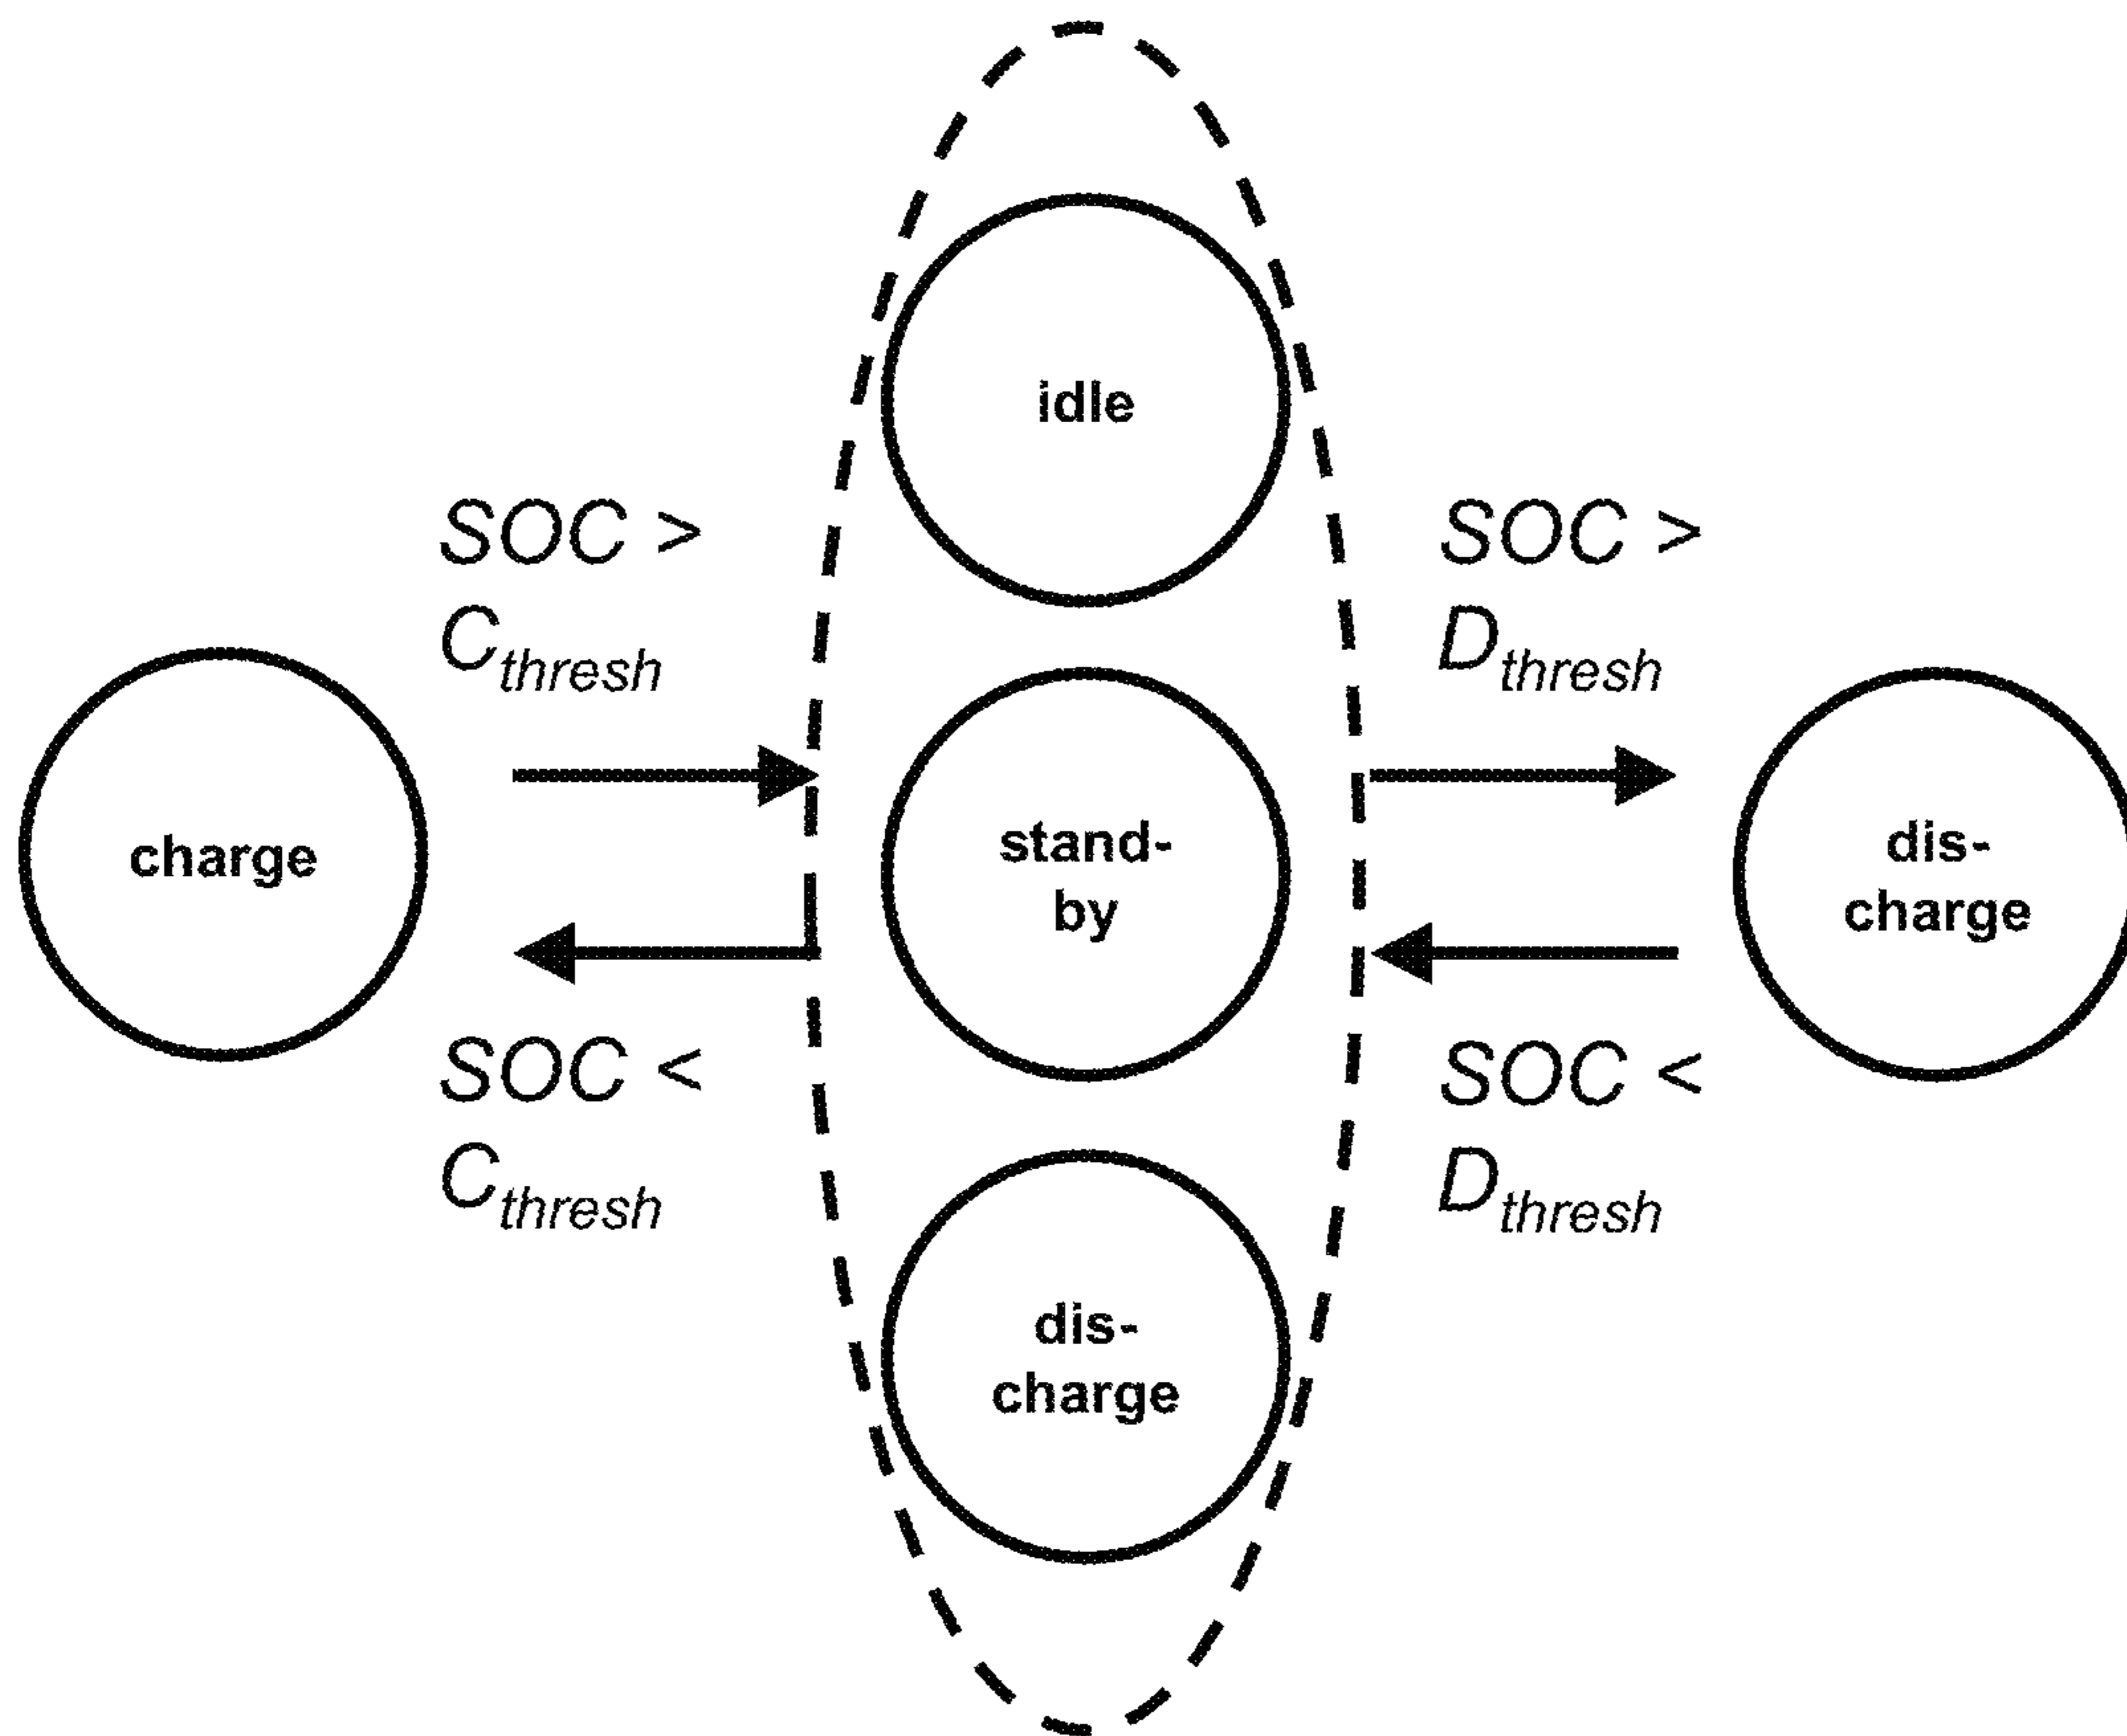 idle
SOC >
C_thresh
SOC >
D_thresh
charge
stand-
by
dis-
charge
SOC <
C_thresh
SOC <
D_thresh
dis-
charge